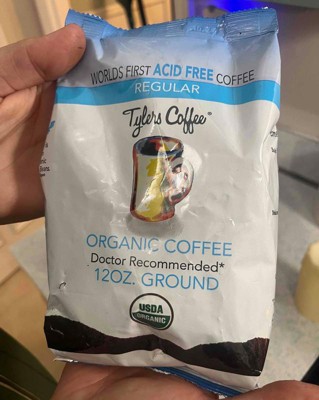 WORLDS FIRST ACID FREE COFFEE
REGULAR
Tylers Coffee
ORGANIC COFFEE
Doctor Recommended*
12OZ. GROUND
USDA
ORGANIC